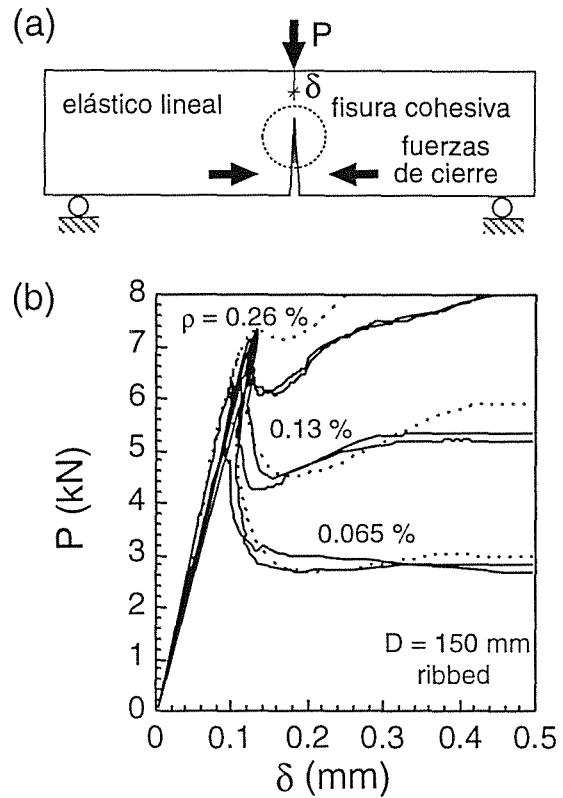 (a)
P
δ
elástico lineal
fisura cohesiva
fuerzas
de cierre
(b)
8
7
6
5
4
3
2
1
0
P (kN)
ρ = 0.26 %
0.13 %
0.065 %
D = 150 mm
ribbed
0
0.1
0.2
0.3
0.4
0.5
δ (mm)